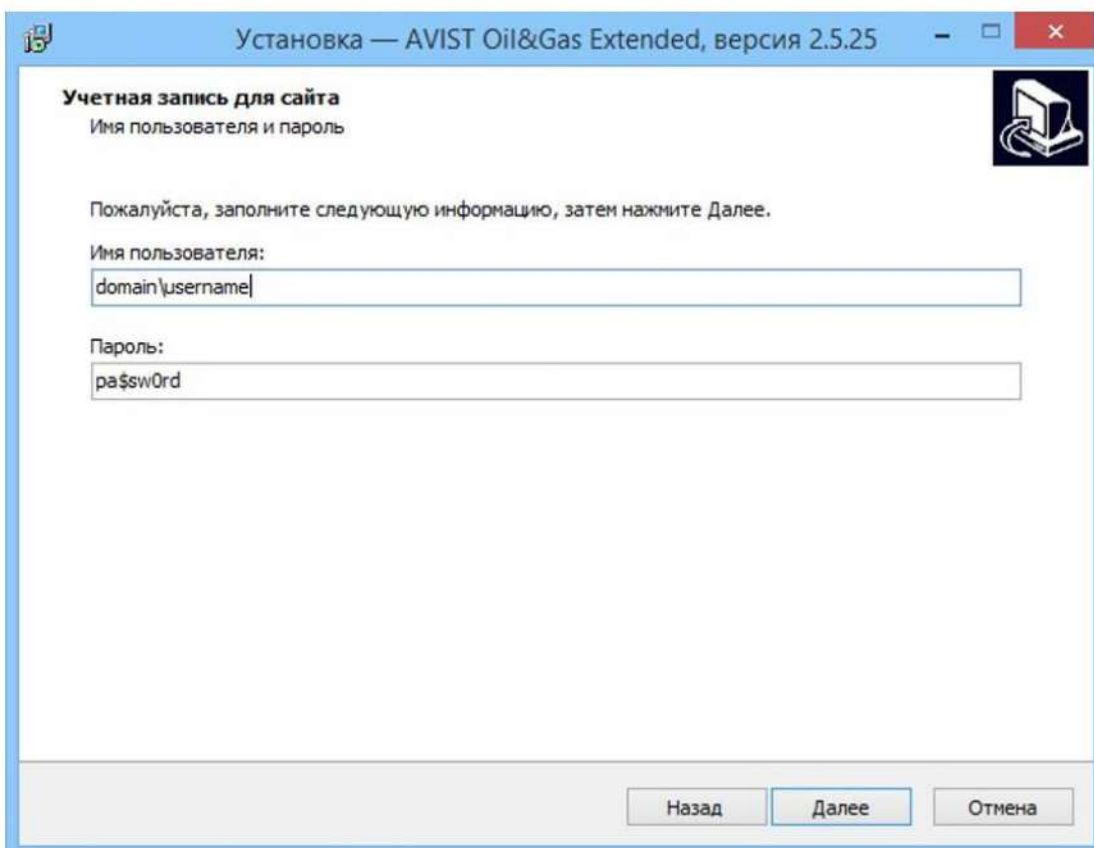 Установка — AVIST Oil&Gas Extended, версия 2.5.25
Учетная запись для сайта
Имя пользователя и пароль
Пожалуйста, заполните следующую информацию, затем нажмите Далее.
Имя пользователя:
domain\username
Пароль:
pa$sw0rd
Назад Далее Отмена